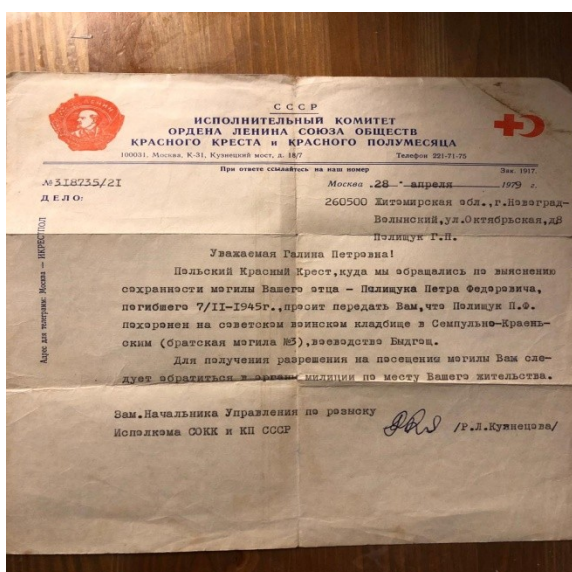 СССР
ИСПОЛНИТЕЛЬНЫЙ КОМИТЕТ
ОРДЕНА ЛЕНИНА СОЮЗА ОБЩЕСТВ
КРАСНОГО КРЕСТА и КРАСНОГО ПОЛУМЕСЯЦА
100031, Москва, К-31, Кузнецкий мост, д. 18/7 Телефон 221-71-75
При ответе ссылайтесь на наш номер Зак. 1917.
№318735/21 Москва „28" апреля 1979 г.
ДЕЛО:
260500 Житомирская обл., г.Новоград-
Волынский, ул.Октябрьская, д8
Полищук Г.П.
Уважаемая Галина Петровна!
Польский Красный Крест, куда мы обращались по выяснению
сохранности могилы Вашего отца - Полищука Петра Федоровича,
погибшего 7/II-1945г., просит передать Вам, что Полищук П.Ф.
похоронен на советском воинском кладбище в Семпульно-Краень-
ским (братская могила №3), воеводство Быдгощ.
Для получения разрешения на посещении могилы Вам сле-
дует обратиться в органы милиции по месту Вашего жительства.
Зам.Начальника Управления по розыску
Исполкома СОКК и КП СССР /Р.Л.Кузнецова/
Адрес для телеграмм: Москва — ИКРЕСТПОЛ